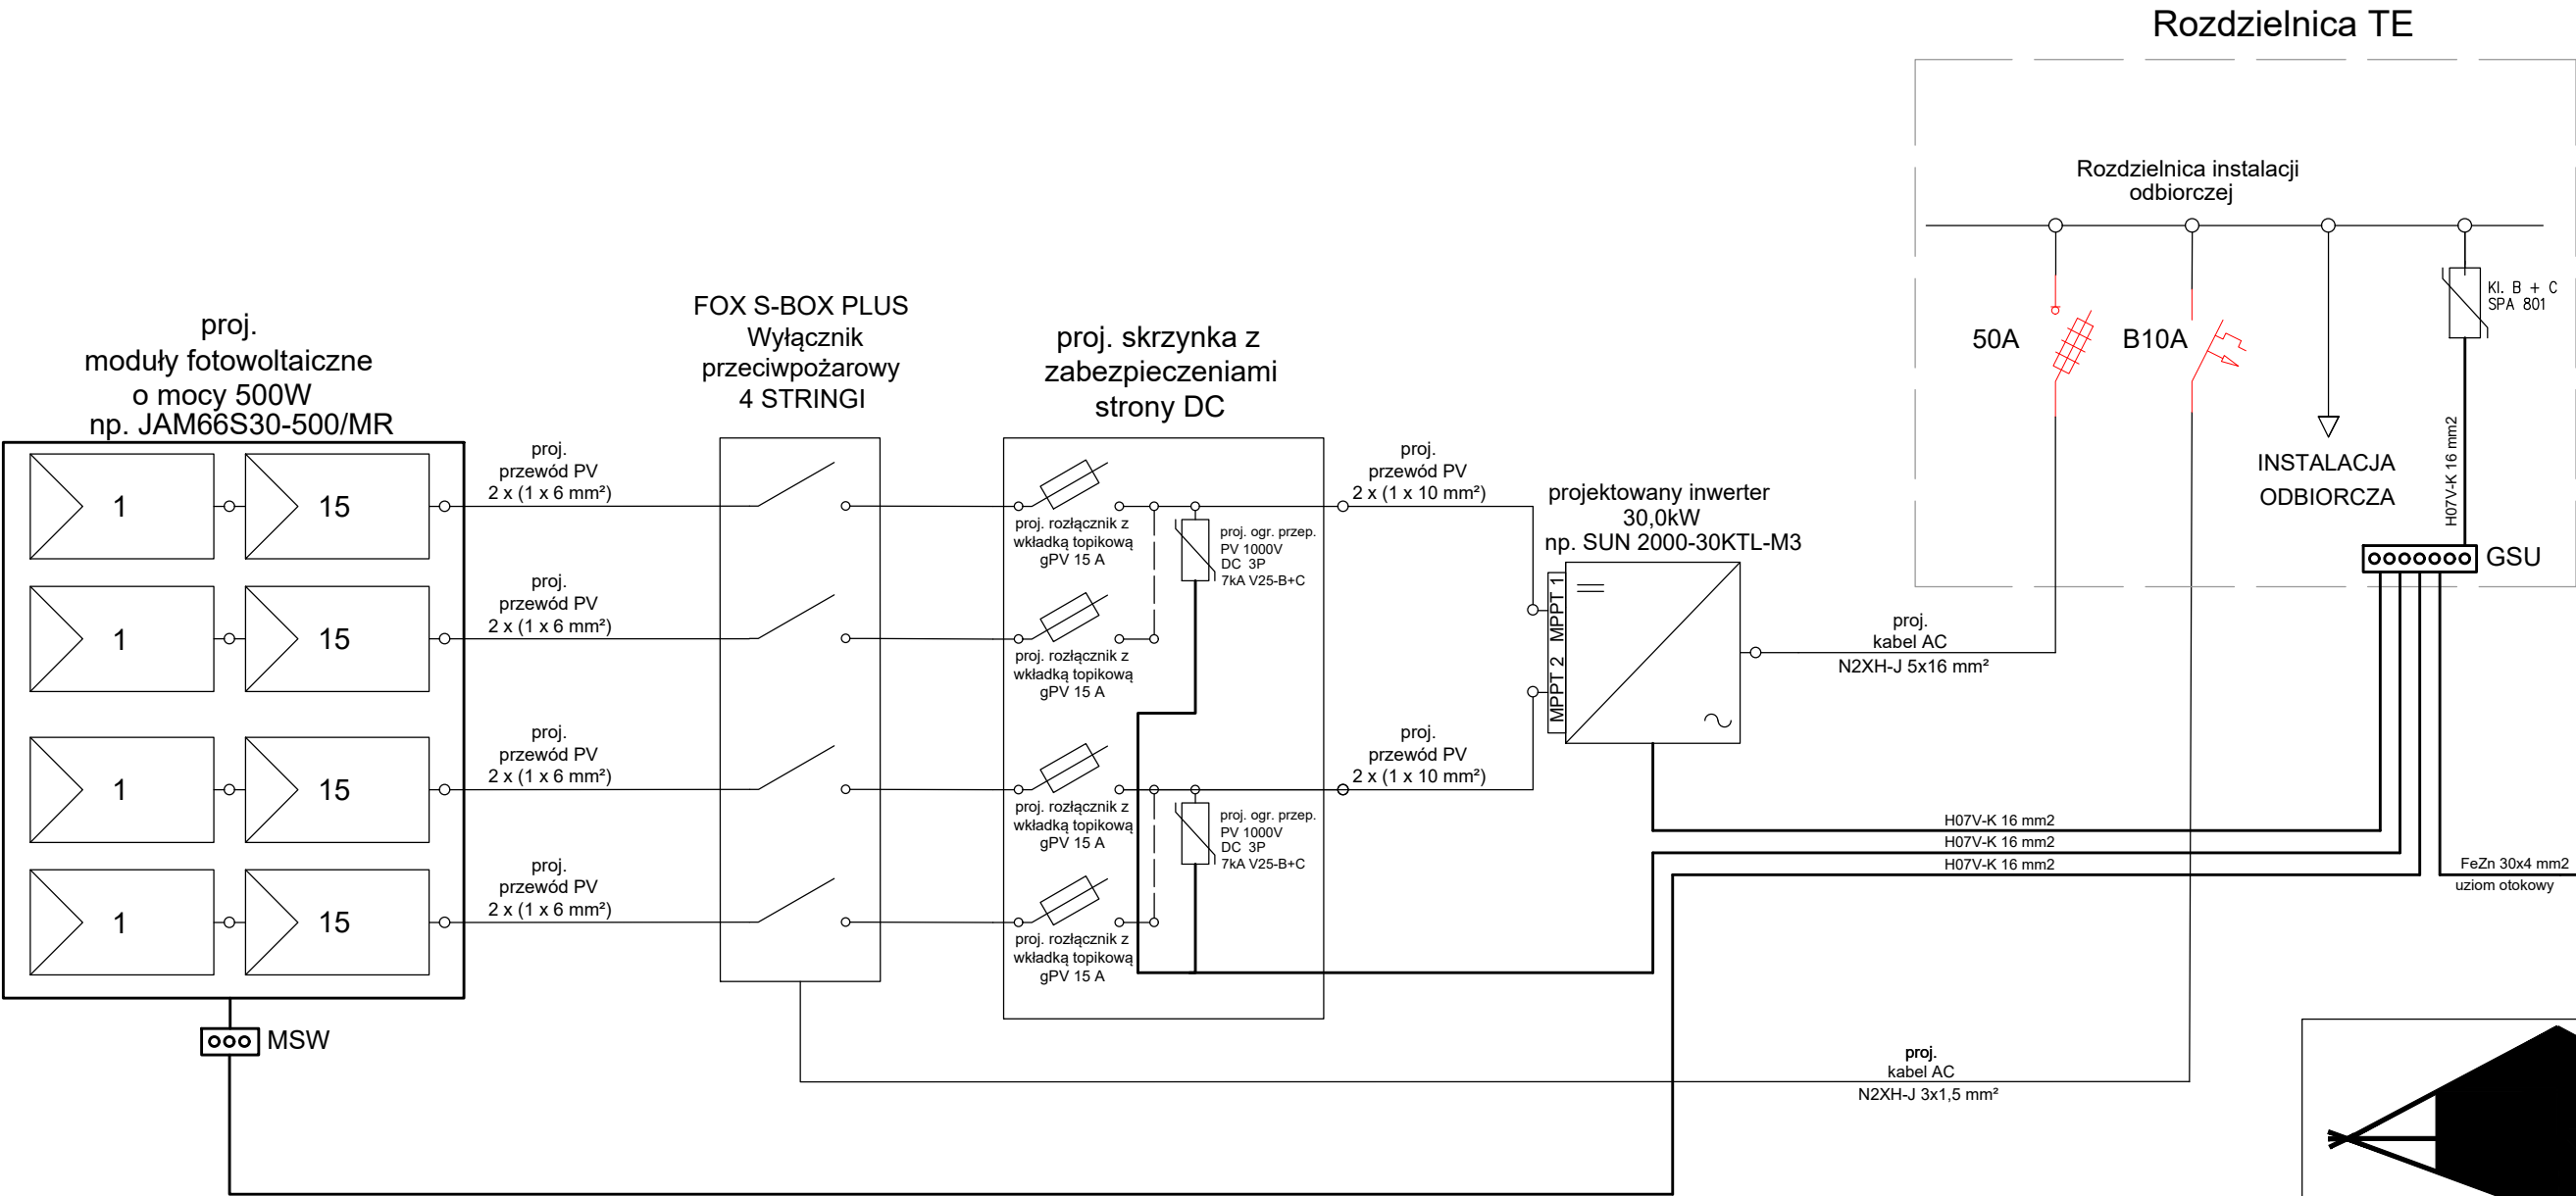 Rozdzielnica TE
Rozdzielnica instalacji
odbiorczej
50A
B10A
Kl. B + C
SPA 801
H07V-K 16 mm2
INSTALACJA
ODBIORCZA
GSU
proj.
moduły fotowoltaiczne
o mocy 500W
np. JAM66S30-500/MR
1
15
1
15
1
15
1
15
MSW
proj.
przewód PV
2 x (1 x 6 mm²)
proj.
przewód PV
2 x (1 x 6 mm²)
proj.
przewód PV
2 x (1 x 6 mm²)
proj.
przewód PV
2 x (1 x 6 mm²)
FOX S-BOX PLUS
Wyłącznik
przeciwpożarowy
4 STRINGI
proj. skrzynka z
zabezpieczeniami
strony DC
proj. rozłącznik z
wkładką topikową
gPV 15 A
proj. rozłącznik z
wkładką topikową
gPV 15 A
proj. rozłącznik z
wkładką topikową
gPV 15 A
proj. rozłącznik z
wkładką topikową
gPV 15 A
proj. ogr. przep.
PV 1000V
DC 3P
7kA V25-B+C
proj. ogr. przep.
PV 1000V
DC 3P
7kA V25-B+C
proj.
przewód PV
2 x (1 x 10 mm²)
proj.
przewód PV
2 x (1 x 10 mm²)
projektowany inwerter
30,0kW
np. SUN 2000-30KTL-M3
MPPT 1
MPPT 2
proj.
kabel AC
N2XH-J 5x16 mm²
H07V-K 16 mm2
H07V-K 16 mm2
H07V-K 16 mm2
FeZn 30x4 mm2
uziom otokowy
proj.
kabel AC
N2XH-J 3x1,5 mm²